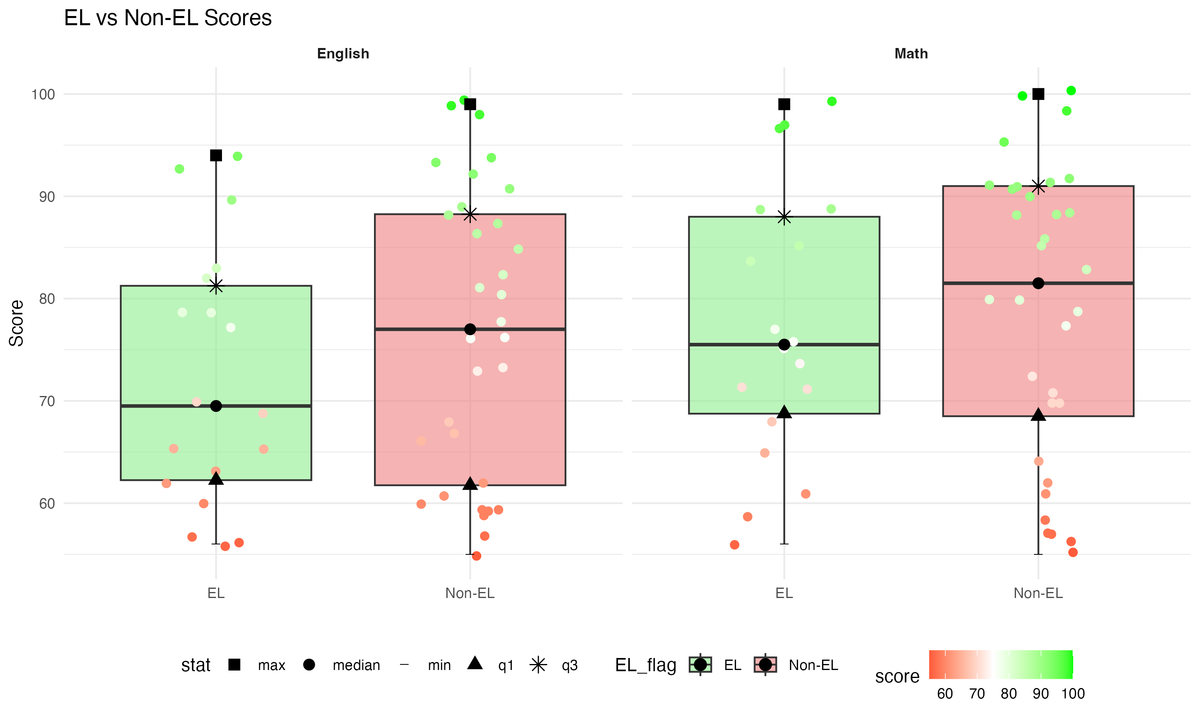 EL vs Non-EL Scores
English
Math
Score
100
90
80
70
60
EL
Non-EL
EL
Non-EL
stat max median min q1 q3 EL_flag EL Non-EL score
60 70 80 90 100